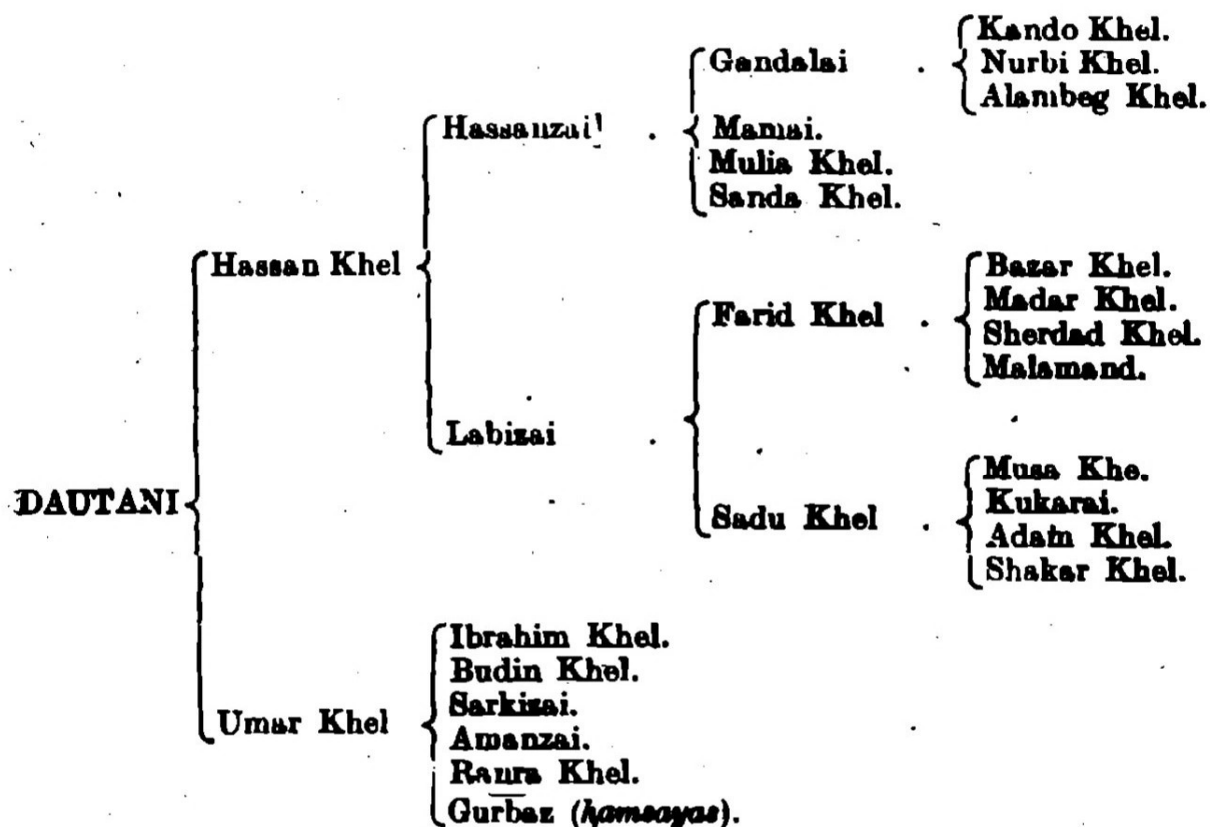 DAUTANI
Hassan Khel
Hassanzai
Gandalai
Kando Khel.
Nurbi Khel.
Alambeg Khel.
Mamai.
Mulia Khel.
Sanda Khel.
Labizai
Farid Khel
Bazar Khel.
Madar Khel.
Sherdad Khel.
Malamand.
Sadu Khel
Musa Khe.
Kukarai.
Adam Khel.
Shakar Khel.
Umar Khel
Ibrahim Khel.
Budin Khel.
Sarkizai.
Amanzai.
Raura Khel.
Gurbaz (hamsayas).